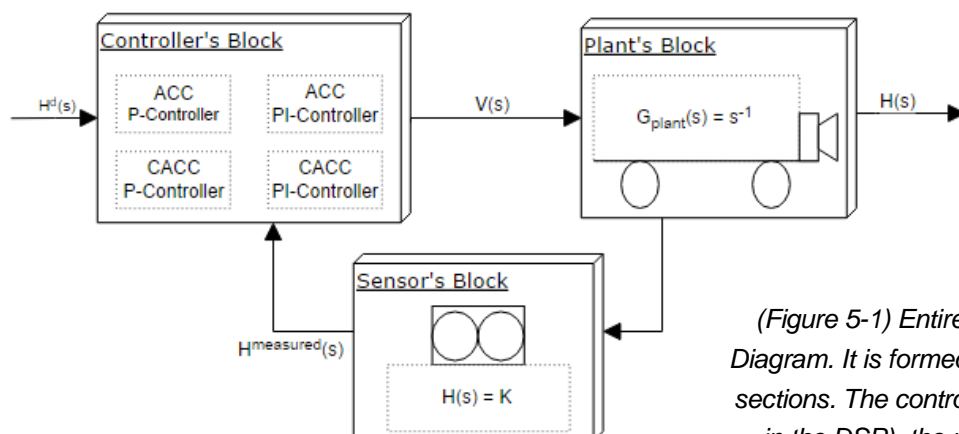 Controller's Block
ACC
P-Controller
ACC
PI-Controller
CACC
P-Controller
CACC
PI-Controller
H^d(s)
V(s)
Plant's Block
G_plant(s) = s^-1
H(s)
Sensor's Block
H(s) = K
H^measured(s)
(Figure 5-1) Entire
Diagram. It is formed
sections. The control